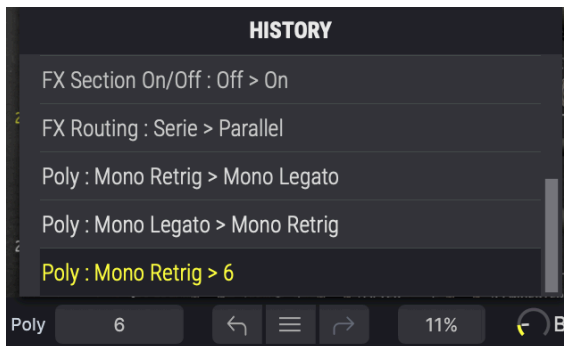 HISTORY
FX Section On/Off : Off > On
FX Routing : Serie > Parallel
Poly : Mono Retrig > Mono Legato
Poly : Mono Legato > Mono Retrig
Poly : Mono Retrig > 6
Poly 6 11% B